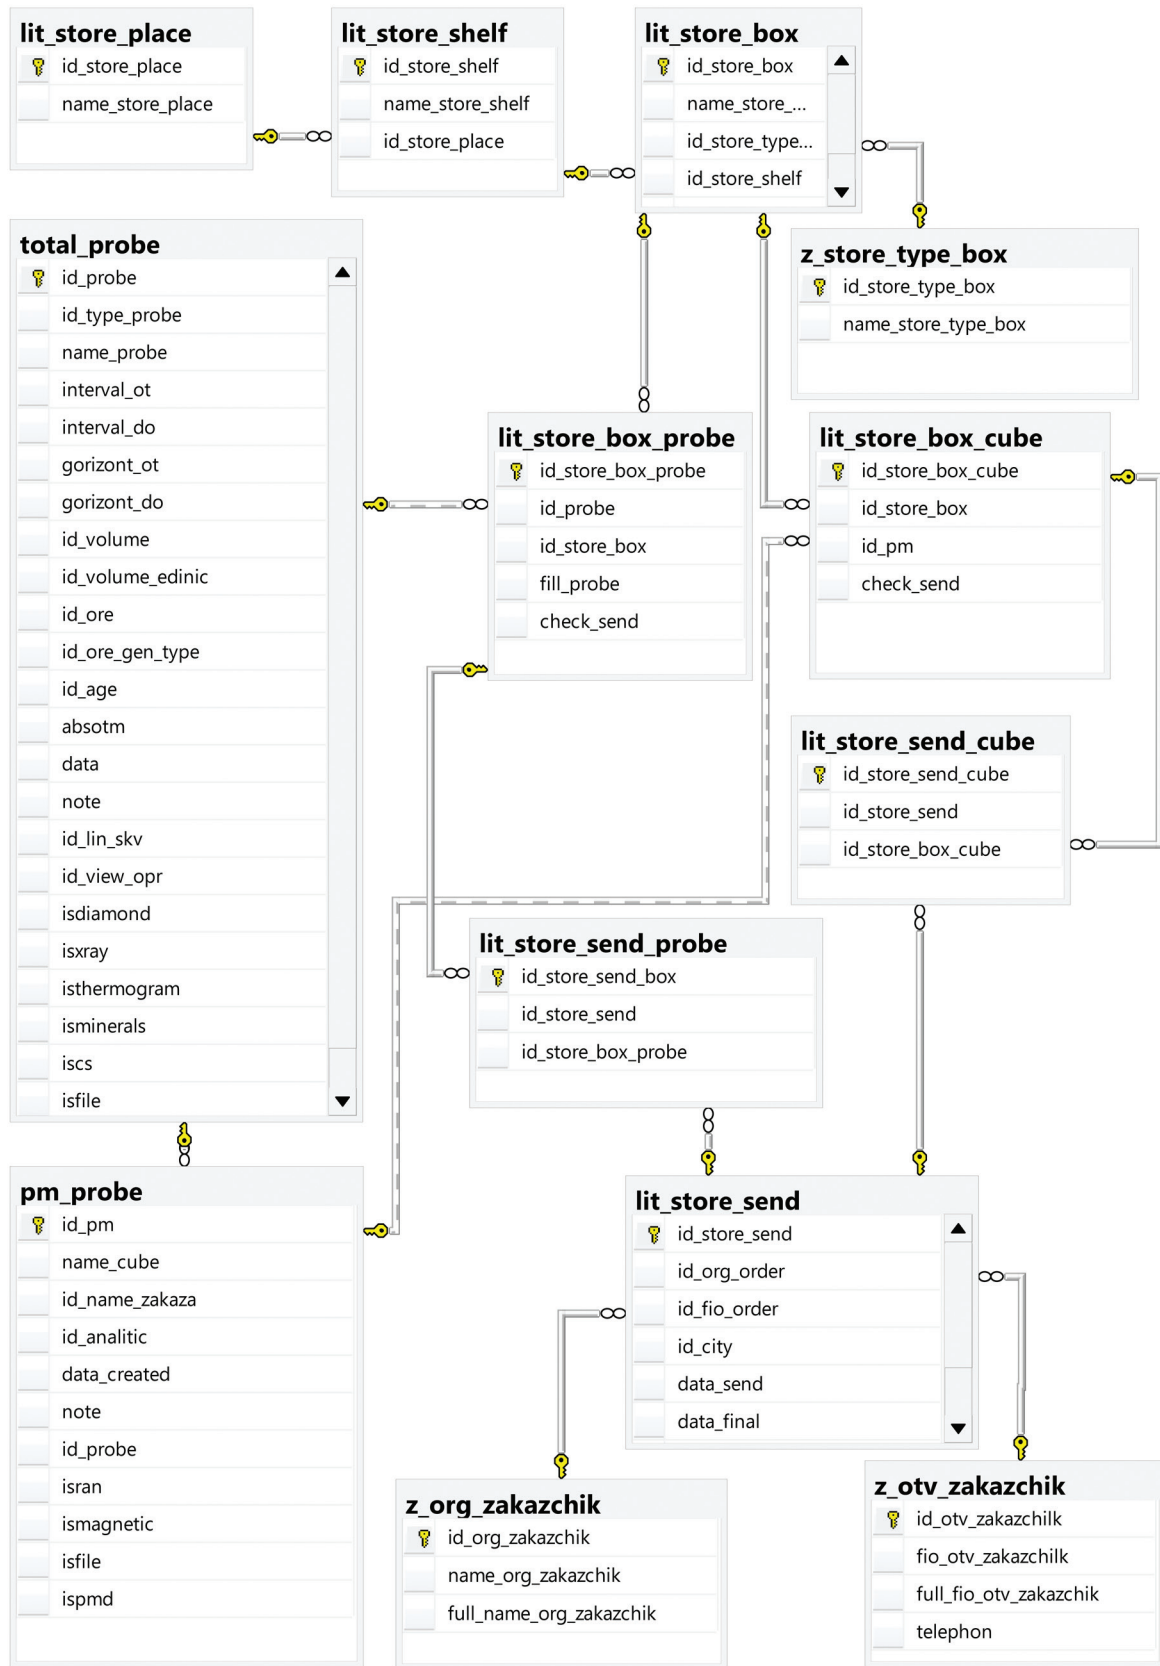 lit_store_place
id_store_place
name_store_place
lit_store_shelf
id_store_shelf
name_store_shelf
id_store_place
lit_store_box
id_store_box
name_store_...
id_store_type...
id_store_shelf
z_store_type_box
id_store_type_box
name_store_type_box
total_probe
id_probe
id_type_probe
name_probe
interval_ot
interval_do
gorizont_ot
gorizont_do
id_volume
id_volume_edinic
id_ore
id_ore_gen_type
id_age
absotm
data
note
id_lin_skv
id_view_opr
isdiamond
isxray
isthermogram
isminerals
iscs
isfile
lit_store_box_probe
id_store_box_probe
id_probe
id_store_box
fill_probe
check_send
lit_store_box_cube
id_store_box_cube
id_store_box
id_pm
check_send
lit_store_send_cube
id_store_send_cube
id_store_send
id_store_box_cube
lit_store_send_probe
id_store_send_box
id_store_send
id_store_box_probe
pm_probe
id_pm
name_cube
id_name_zakaza
id_analitic
data_created
note
id_probe
isran
ismagnetic
isfile
ispmd
lit_store_send
id_store_send
id_org_order
id_fio_order
id_city
data_send
data_final
z_org_zakazchik
id_org_zakazchik
name_org_zakazchik
full_name_org_zakazchik
z_otv_zakazchik
id_otv_zakazchilk
fio_otv_zakazchilk
full_fio_otv_zakazchik
telephon